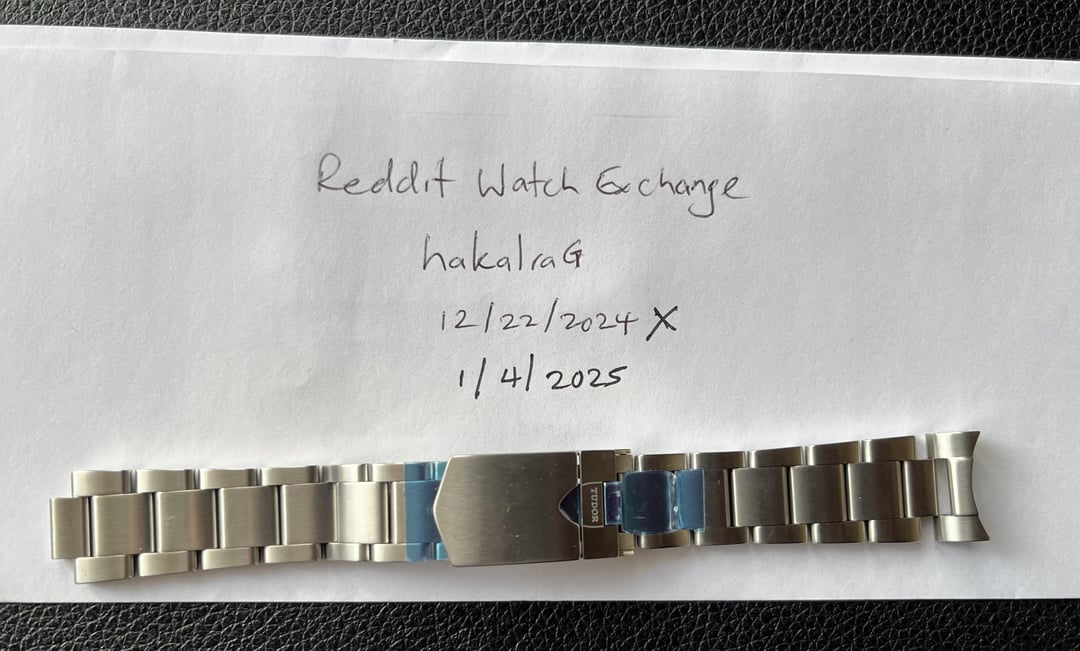 Reddit Watch Exchange
hakalraG
12/22/2024 X
1/4/2025
TUDOR